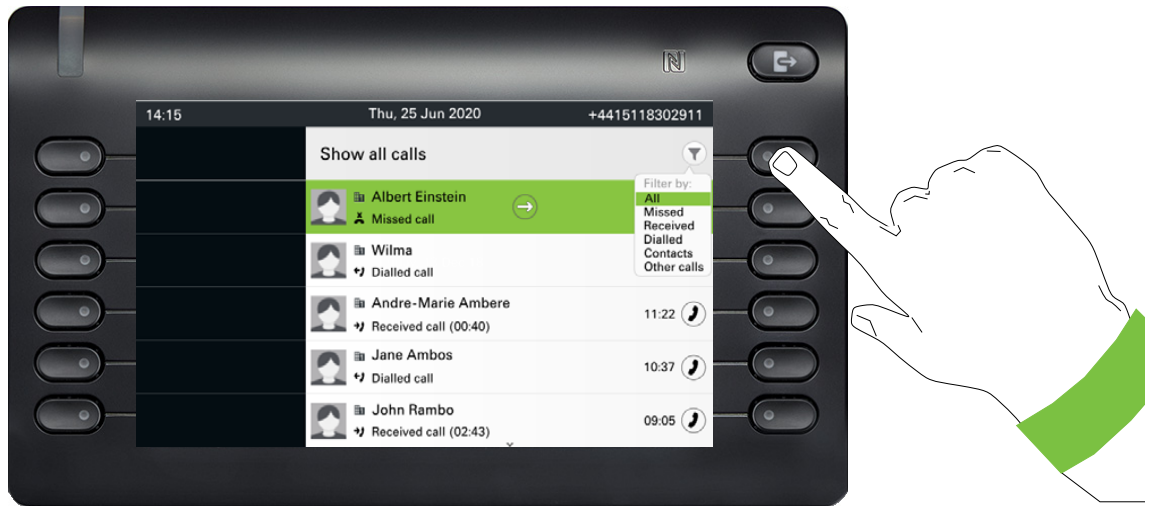 14:15 Thu, 25 Jun 2020 +4415118302911
Show all calls
Filter by:
All
Missed
Received
Dialled
Contacts
Other calls
Albert Einstein
Missed call
Wilma
Dialled call
Andre-Marie Ambere
Received call (00:40)
11:22
Jane Ambos
Dialled call
10:37
John Rambo
Received call (02:43)
09:05